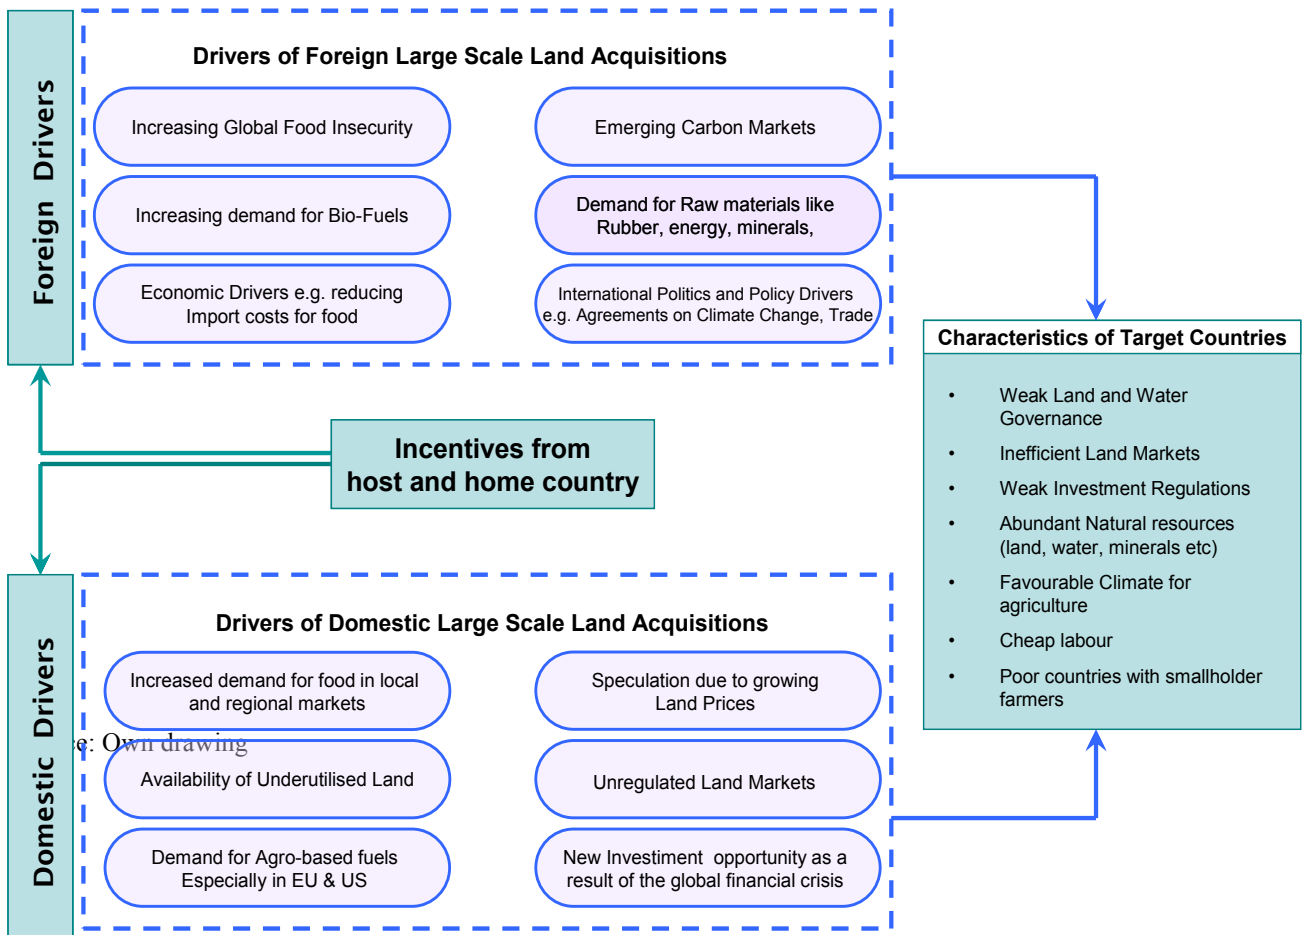 Foreign Drivers
Drivers of Foreign Large Scale Land Acquisitions
Increasing Global Food Insecurity
Emerging Carbon Markets
Increasing demand for Bio-Fuels
Demand for Raw materials like
Rubber, energy, minerals,
Economic Drivers e.g. reducing
Import costs for food
International Politics and Policy Drivers
e.g. Agreements on Climate Change, Trade
Incentives from
host and home country
Domestic Drivers
Drivers of Domestic Large Scale Land Acquisitions
Increased demand for food in local
and regional markets
Speculation due to growing
Land Prices
Own drawing
Availability of Underutilised Land
Unregulated Land Markets
Demand for Agro-based fuels
Especially in EU & US
New Investiment opportunity as a
result of the global financial crisis
Characteristics of Target Countries
• Weak Land and Water
Governance
• Inefficient Land Markets
• Weak Investment Regulations
• Abundant Natural resources
(land, water, minerals etc)
• Favourable Climate for
agriculture
• Cheap labour
• Poor countries with smallholder
farmers